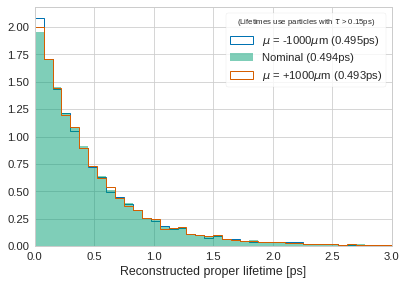 (Lifetimes use particles with T > 0.15ps)
μ = -1000μm (0.495ps)
Nominal (0.494ps)
μ = +1000μm (0.493ps)
2.00
1.75
1.50
1.25
1.00
0.75
0.50
0.25
0.00
0.0 0.5 1.0 1.5 2.0 2.5 3.0
Reconstructed proper lifetime [ps]